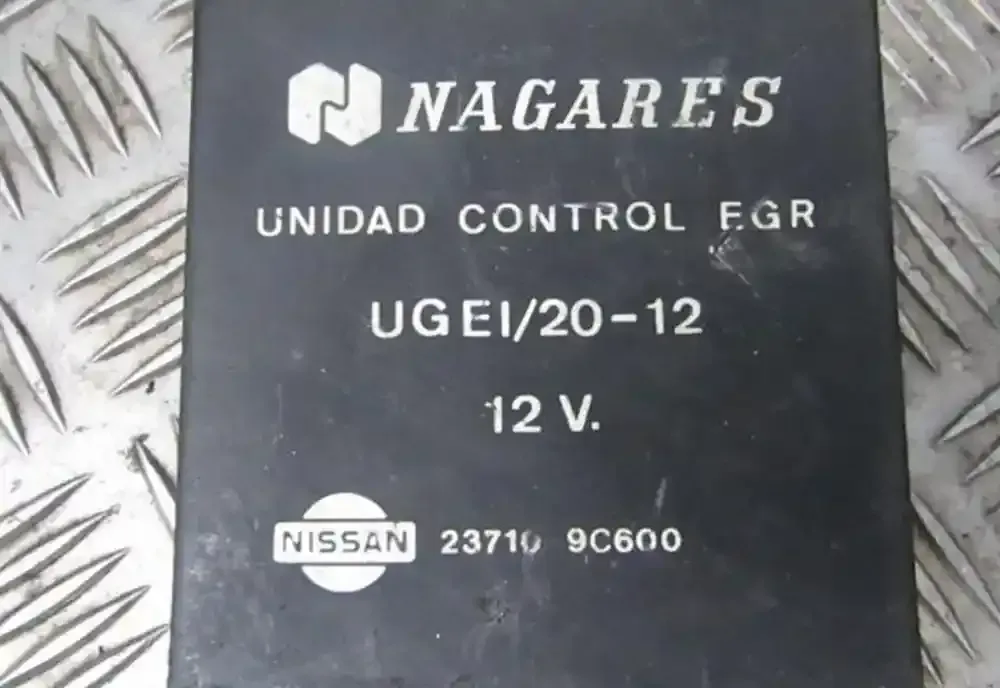 NAGARES
UNIDAD CONTROL EGR
UGEI/20-12
12 V.
NISSAN 23710 9C600